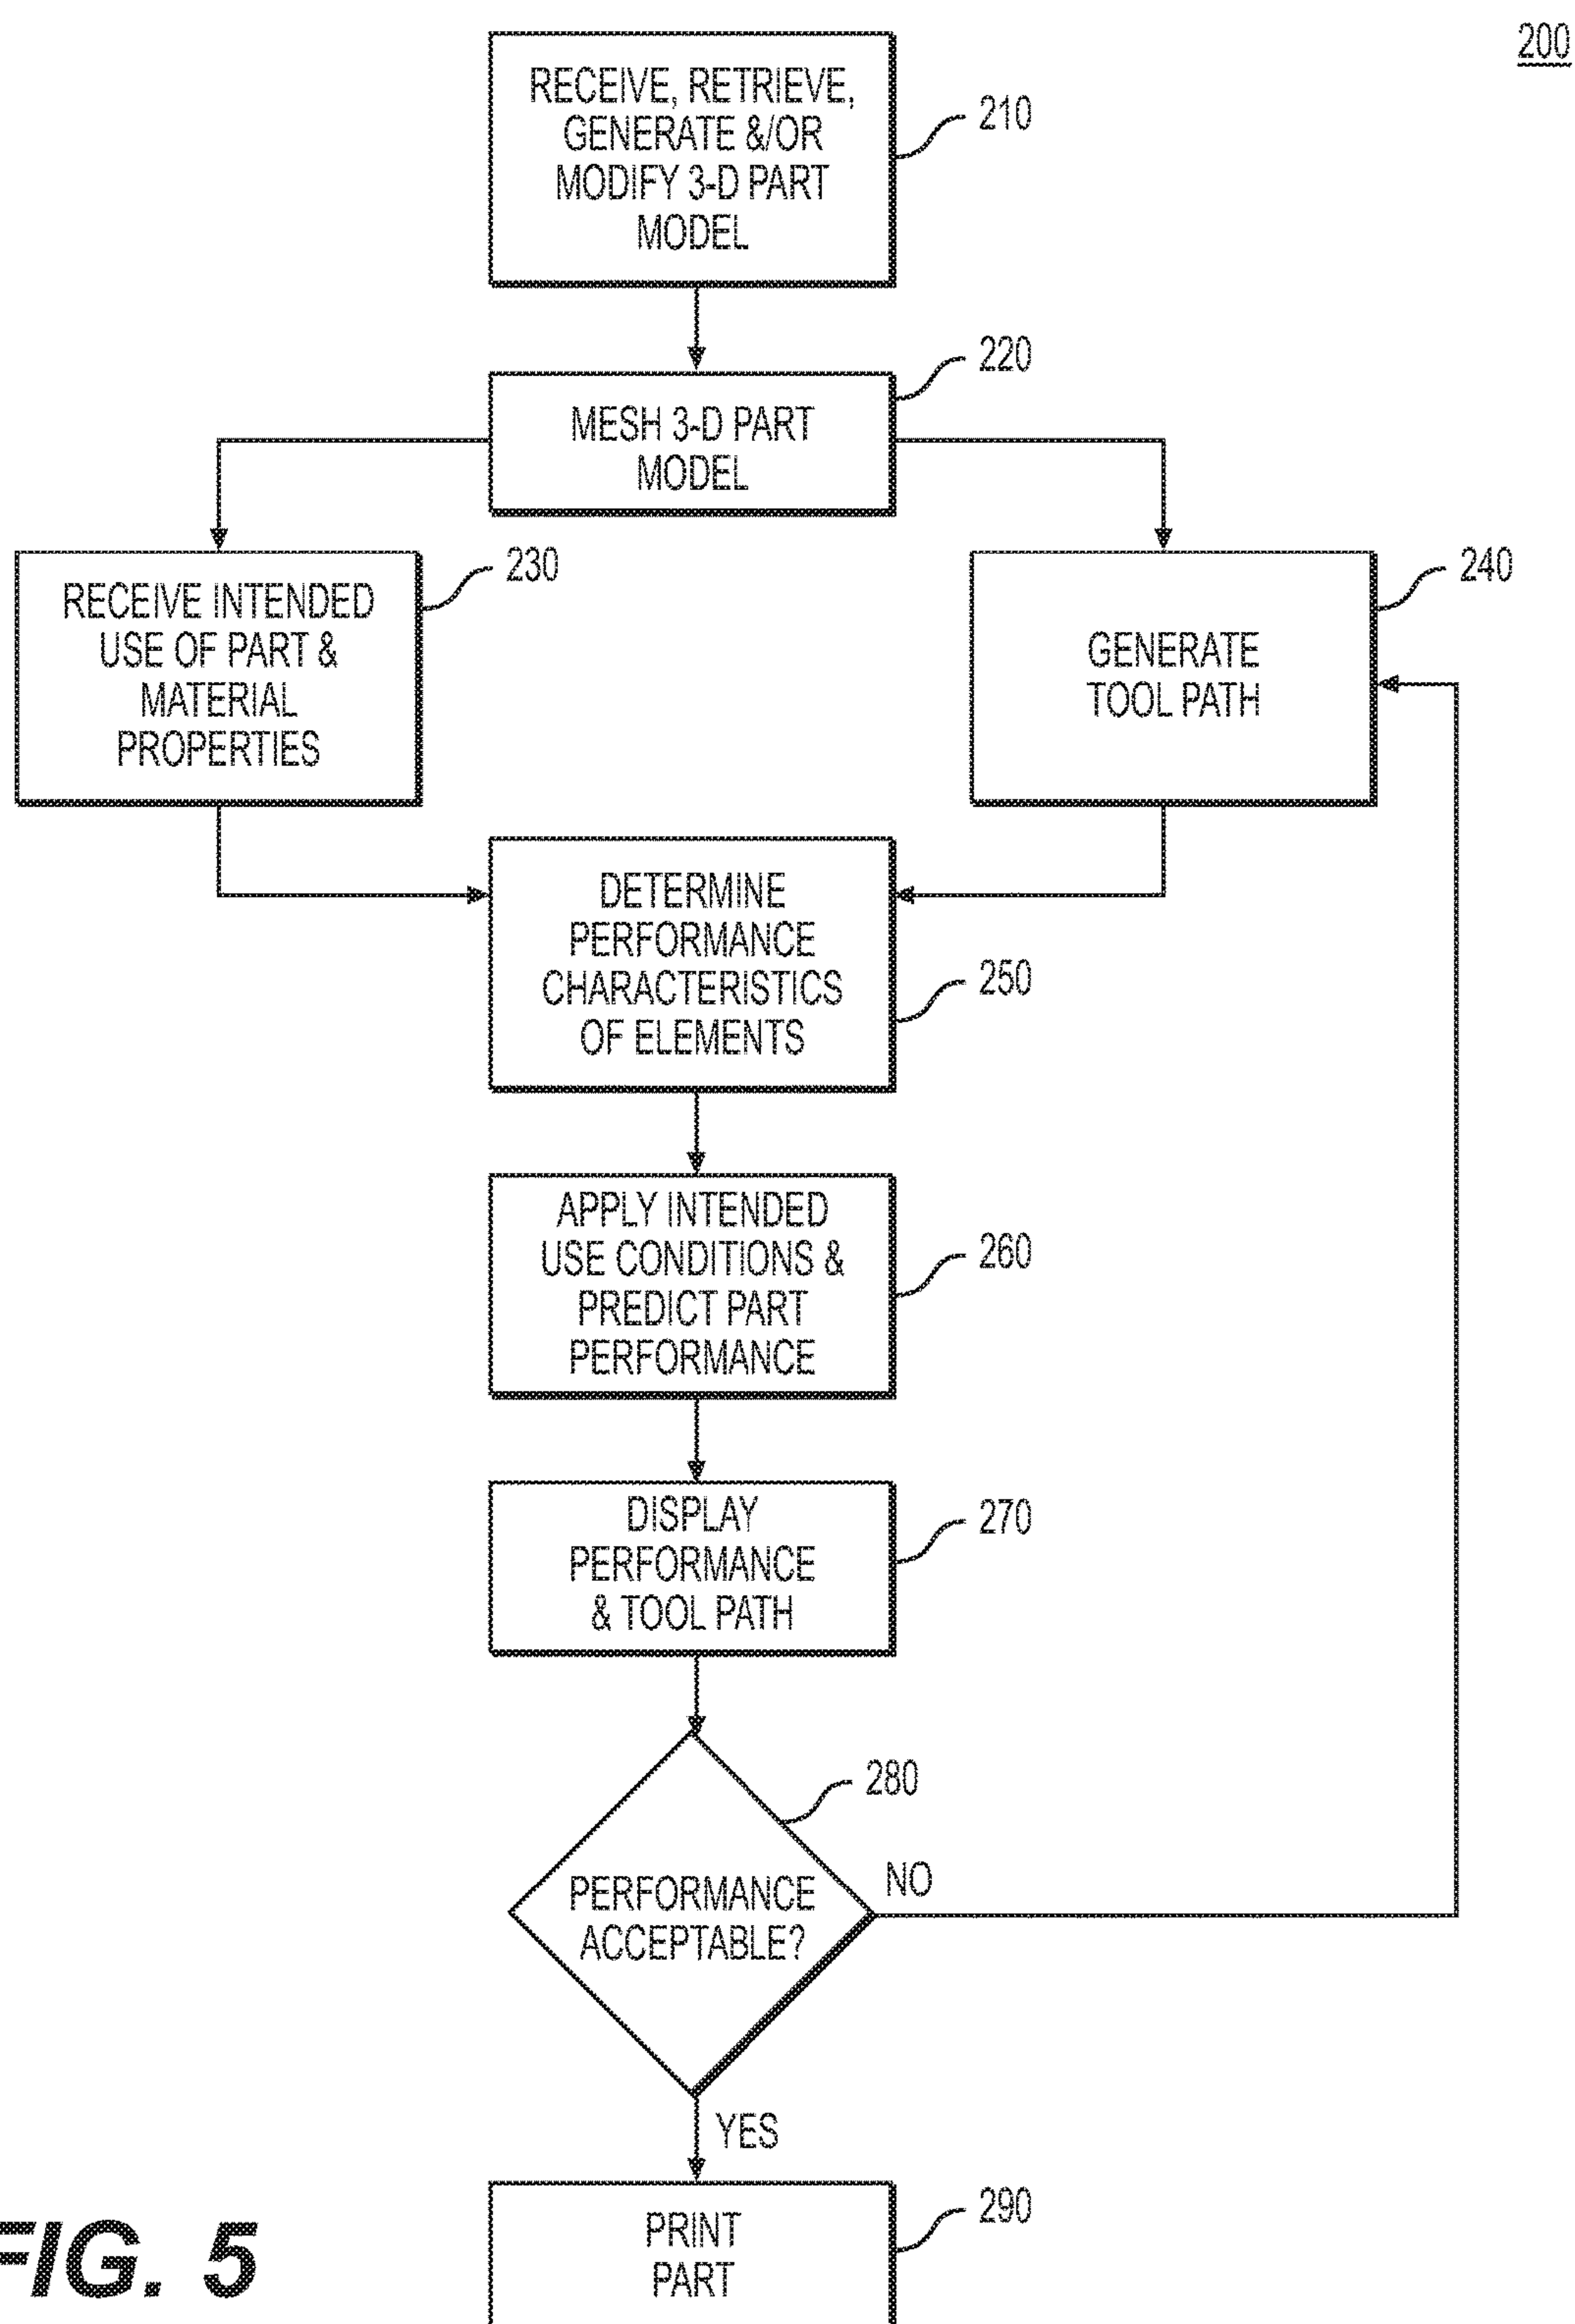 200
RECEIVE, RETRIEVE,
GENERATE &/OR
MODIFY 3-D PART
MODEL
210
220
MESH 3-D PART
MODEL
230
RECEIVE INTENDED
USE OF PART &
MATERIAL
PROPERTIES
240
GENERATE
TOOL PATH
DETERMINE
PERFORMANCE
CHARACTERISTICS
OF ELEMENTS
250
APPLY INTENDED
USE CONDITIONS &
PREDICT PART
PERFORMANCE
260
DISPLAY
PERFORMANCE
& TOOL PATH
270
280
PERFORMANCE
ACCEPTABLE?
NO
YES
PRINT
PART
290
FIG. 5